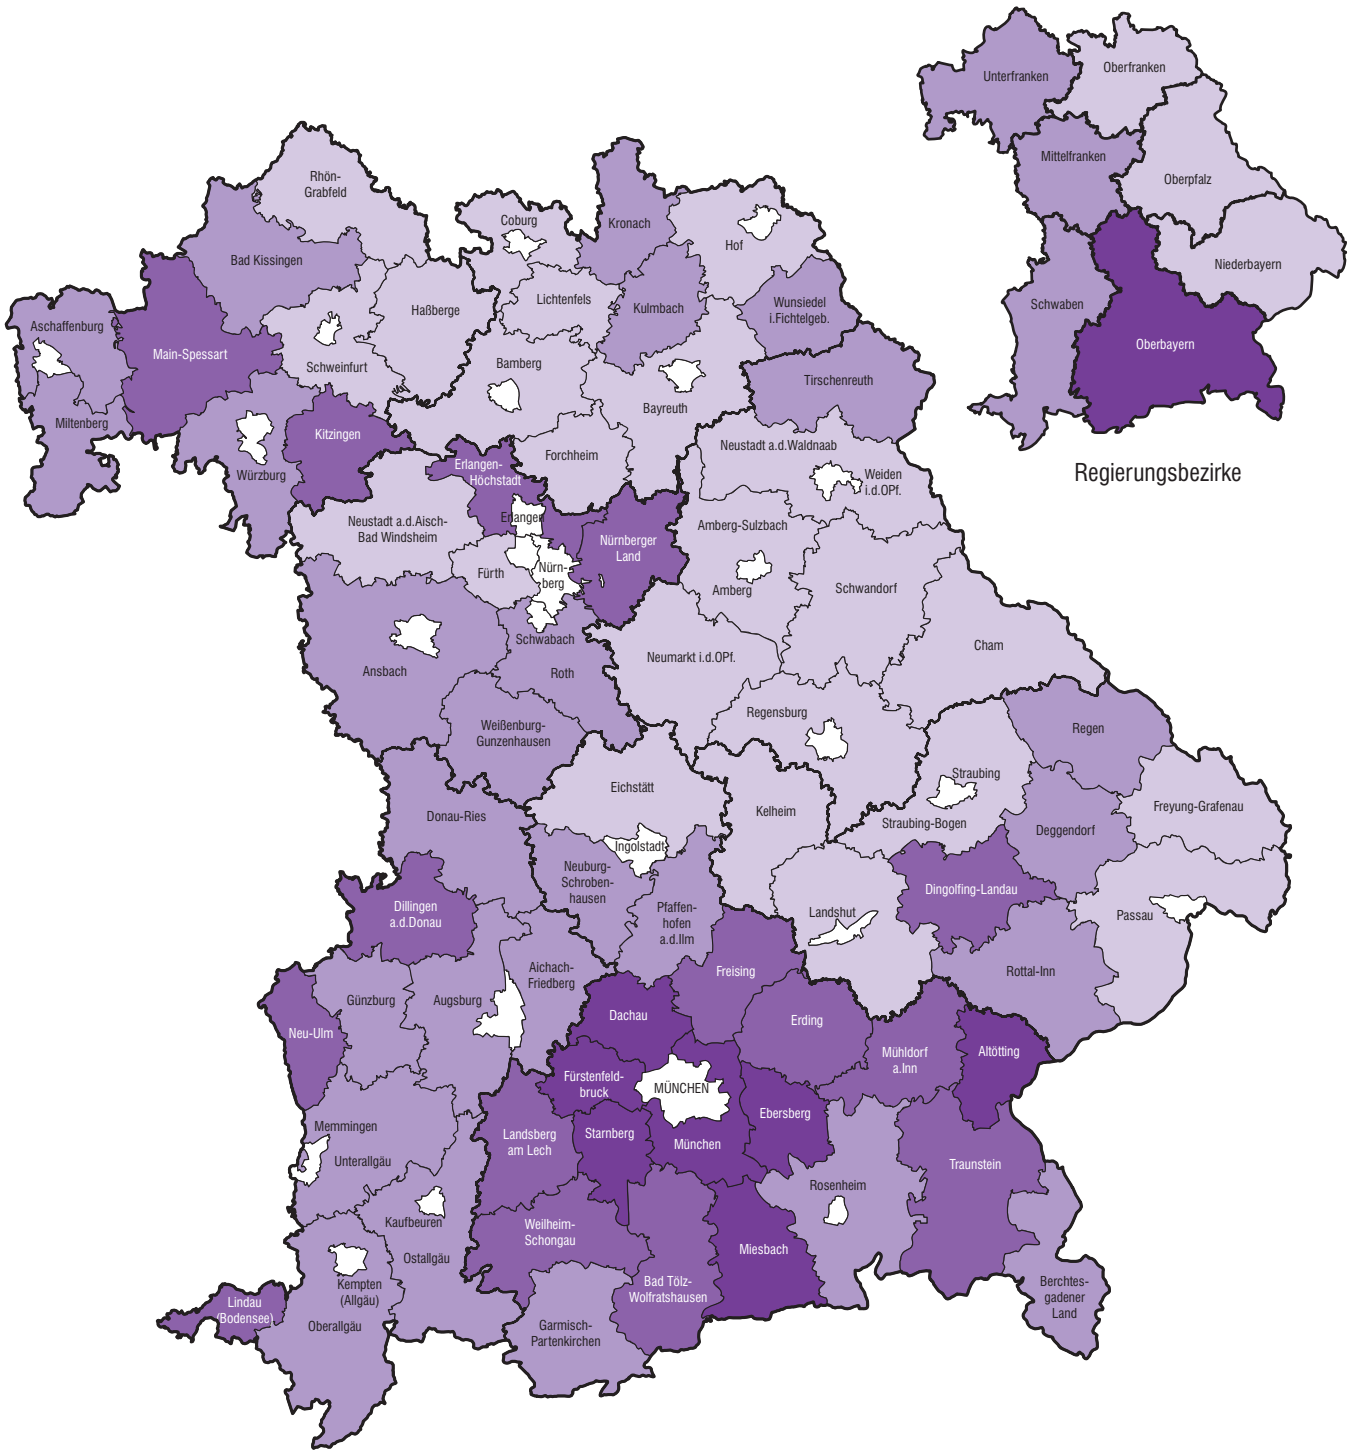 Unterfranken
Oberfranken
Mittelfranken
Oberpfalz
Niederbayern
Schwaben
Oberbayern
Regierungsbezirke
Rhön-
Grabfeld
Coburg
Kronach
Hof
Bad Kissingen
Lichtenfels
Haßberge
Kulmbach
Wunsiedel
i.Fichtelgeb.
Aschaffenburg
Main-Spessart
Schweinfurt
Bamberg
Tirschenreuth
Bayreuth
Miltenberg
Kitzingen
Neustadt a.d.Waldnaab
Forchheim
Würzburg
Erlangen-
Höchstadt
Weiden
i.d.OPf.
Erlangen
Neustadt a.d.Aisch-
Bad Windsheim
Amberg-Sulzbach
Nürnberger
Land
Fürth
Nürn-
berg
Amberg
Schwandorf
Schwabach
Cham
Ansbach
Roth
Neumarkt i.d.OPf.
Regensburg
Weißenburg-
Gunzenhausen
Regen
Straubing
Eichstätt
Kelheim
Freyung-Grafenau
Donau-Ries
Straubing-Bogen
Deggendorf
Ingolstadt
Neuburg-
Schroben-
hausen
Dingolfing-Landau
Dillingen
a.d.Donau
Pfaffen-
hofen
a.d.Ilm
Landshut
Passau
Freising
Rottal-Inn
Aichach-
Friedberg
Günzburg
Augsburg
Dachau
Erding
Neu-Ulm
Mühldorf
a.Inn
Altötting
Fürstenfeld-
bruck
MÜNCHEN
Ebersberg
Memmingen
Landsberg
am Lech
Starnberg
München
Unterallgäu
Traunstein
Rosenheim
Kaufbeuren
Weilheim-
Schongau
Miesbach
Ostallgäu
Kempten
(Allgäu)
Bad Tölz-
Wolfratshausen
Berchtes-
gadener
Land
Lindau
(Bodensee)
Oberallgäu
Garmisch-
Partenkirchen